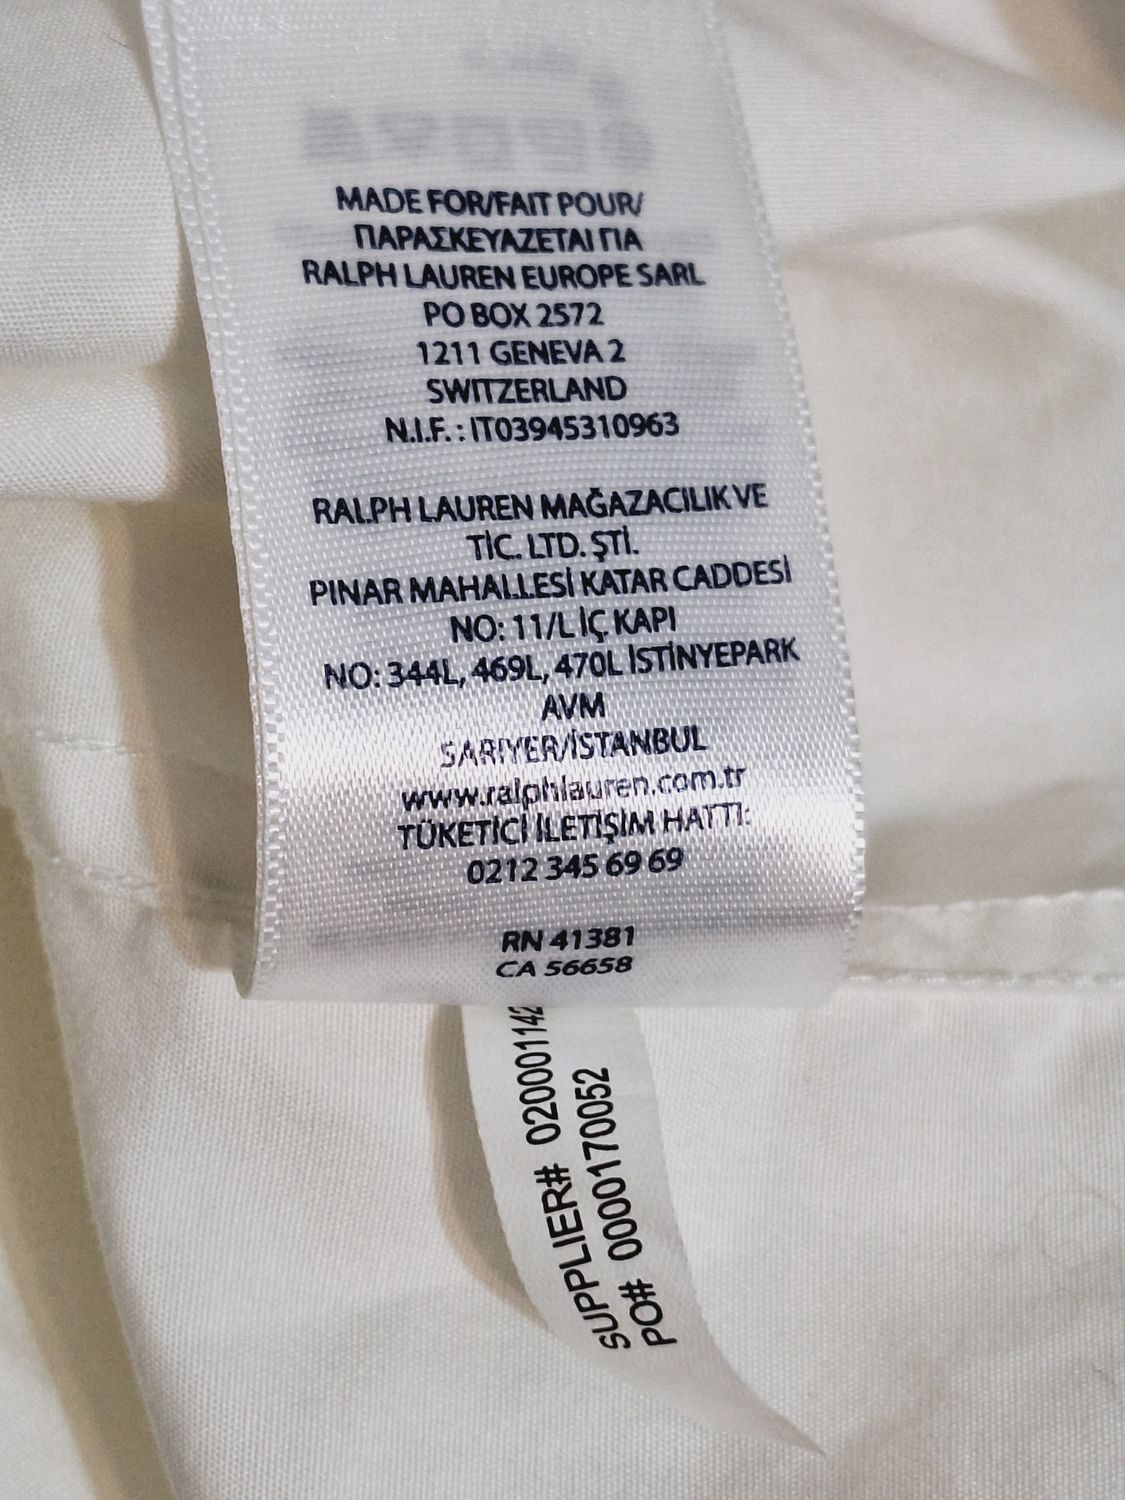 MADE FOR/FAIT POUR/
ΠΑΡΑΣΚΕΥΑΖΕΤΑΙ ΓΙΑ
RALPH LAUREN EUROPE SARL
PO BOX 2572
1211 GENEVA 2
SWITZERLAND
N.I.F. : IT03945310963
RALPH LAUREN MAĞAZACILIK VE
TİC. LTD. ŞTİ.
PINAR MAHALLESİ KATAR CADDESİ
NO: 11/L İÇ KAPI
NO: 344L, 469L, 470L İSTİNYEPARK
AVM
SARIYER/İSTANBUL
www.ralphlauren.com.tr
TÜKETİCİ İLETİŞİM HATTI:
0212 345 69 69
RN 41381
CA 56658
SUPPLIER# 020001142
PO# 0000170052